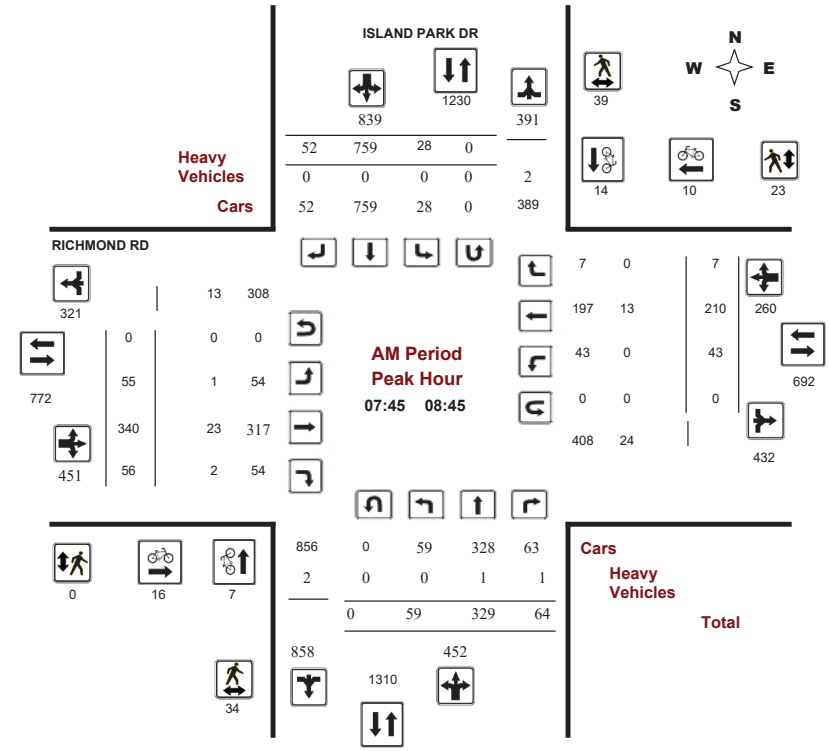 ISLAND PARK DR
N
W E
S
1230
39
839 391
52 759 28 0
Heavy
Vehicles
0 0 0 0 2
Cars
52 759 28 0 389
14 10 23
RICHMOND RD
321
13 308
7 0 7
197 13 210 260
0 0 0
772
55 1 54
AM Period
Peak Hour
07:45 08:45
43 0 43
692
0 0 0
340 23 317
451
56 2 54
408 24
432
856 0 59 328 63
Cars
2 0 0 1 1
Heavy
Vehicles
0 59 329 64
Total
0 16 7
858 452
1310
34